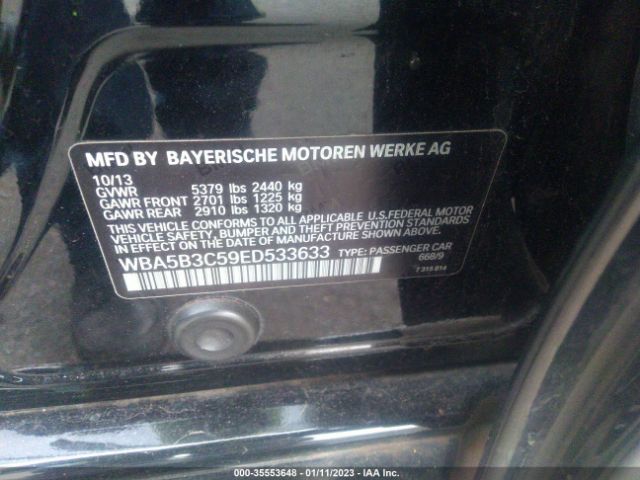 MFD BY BAYERISCHE MOTOREN WERKE AG
10/13
GVWR 5379 lbs 2440 kg
GAWR FRONT 2701 lbs 1225 kg
GAWR REAR 2910 lbs 1320 kg
THIS VEHICLE CONFORMS TO ALL APPLICABLE U.S.FEDERAL MOTOR
VEHICLE SAFETY, BUMPER AND THEFT PREVENTION STANDARDS
IN EFFECT ON THE DATE OF MANUFACTURE SHOWN ABOVE.
WBA5B3C59ED533633 TYPE: PASSENGER CAR
668/9
7 315 614
000-35553648 - 01/11/2023 - IAA Inc.